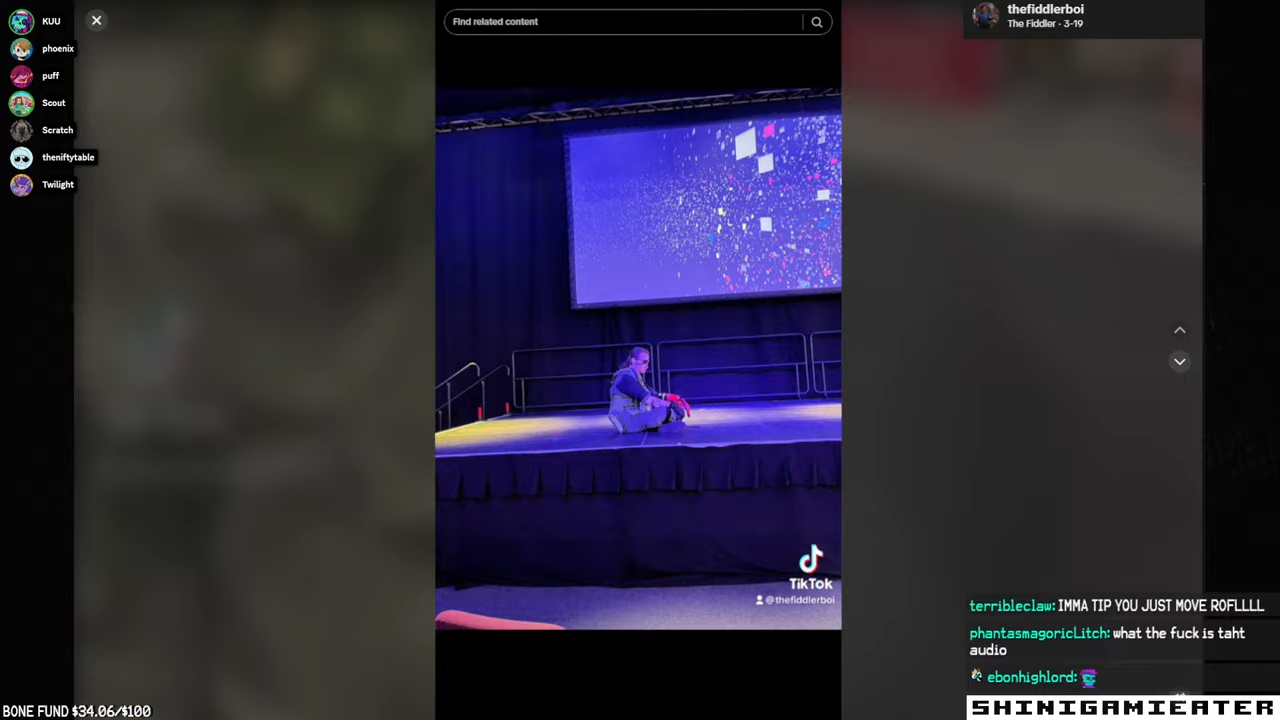 KUU
phoenix
puff
Scout
Scratch
theniftytable
Twilight
Find related content
thefiddlerboi
The Fiddler · 3-19
TikTok
@thefiddlerboi
terribleclaw: IMMA TIP YOU JUST MOVE ROFLLLL
phantasmagoricLitch: what the fuck is taht
audio
ebonhighlord:
SHINIGAMIEATER
BONE FUND $34.06/$100